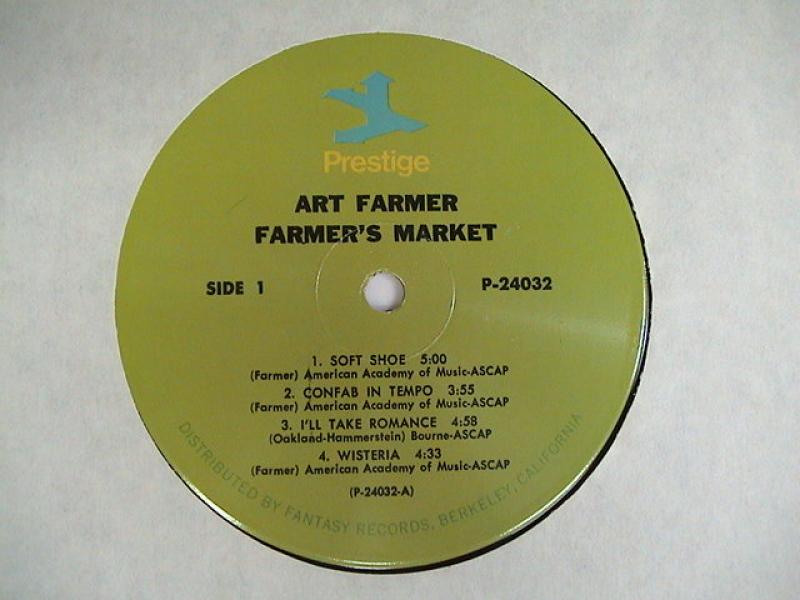 Prestige
ART FARMER
FARMER'S MARKET
SIDE 1
P-24032
1. SOFT SHOE 5:00
(Farmer) American Academy of Music-ASCAP
2. CONFAB IN TEMPO 3:55
(Farmer) American Academy of Music-ASCAP
3. I'LL TAKE ROMANCE 4:58
(Oakland-Hammerstein) Bourne-ASCAP
4. WISTERIA 4:33
(Farmer) American Academy of Music-ASCAP
(P-24032-A)
DISTRIBUTED BY FANTASY RECORDS, BERKELEY, CALIFORNIA